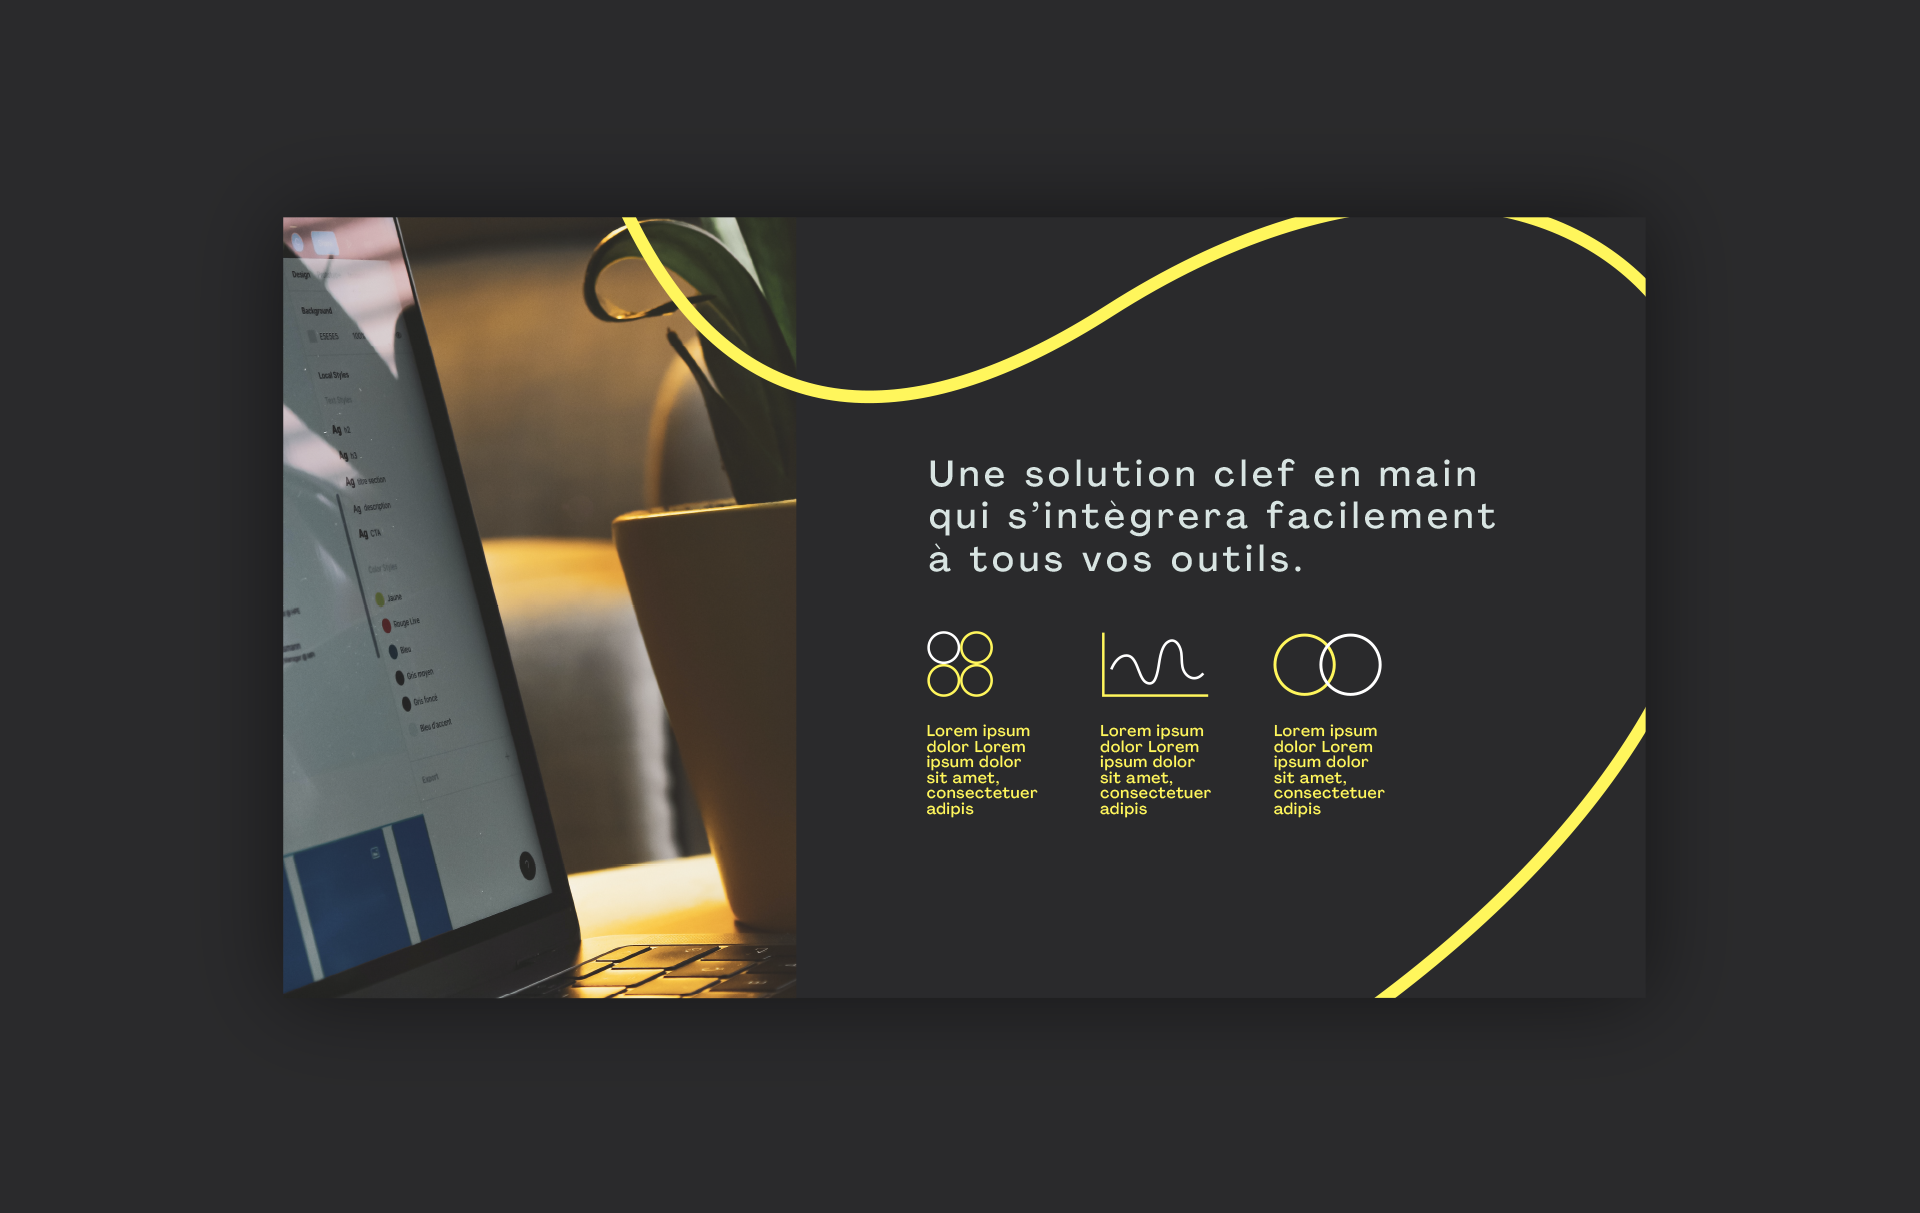 Design
Background
E5E5E5
Local Styles
Text Styles
Ag h2
Ag h3
Ag titre section
Ag description
Ag CTA
Color Styles
Jaune
Rouge Live
Bleu
Gris moyen
Gris foncé
Bleu d'accent
Export
?
Une solution clef en main
qui s’intègrera facilement
à tous vos outils.
Lorem ipsum
dolor Lorem
ipsum dolor
sit amet,
consectetuer
adipis
Lorem ipsum
dolor Lorem
ipsum dolor
sit amet,
consectetuer
adipis
Lorem ipsum
dolor Lorem
ipsum dolor
sit amet,
consectetuer
adipis